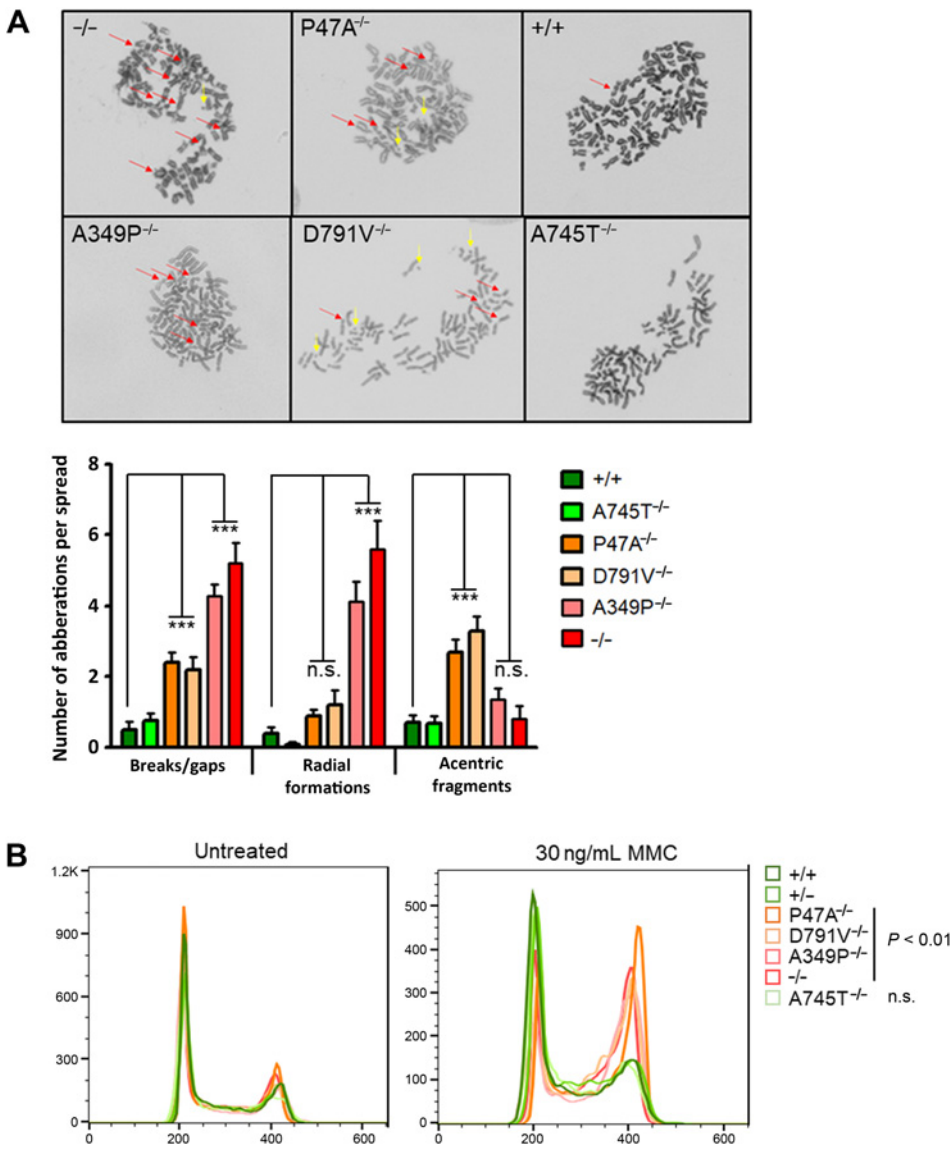 A
–/–
P47A–/–
+/+
A349P–/–
D791V–/–
A745T–/–
Number of abberations per spread
8
6
4
2
0
***
***
n.s.
***
***
n.s.
Breaks/gaps
Radial formations
Acentric fragments
+/+
A745T–/–
P47A–/–
D791V–/–
A349P–/–
-/-
B
Untreated
1.2K
900
600
300
0
0
200
400
600
30 ng/mL MMC
500
400
300
200
100
0
0
200
400
600
+/+
+/–
P47A–/–
D791V–/–
A349P–/–
-/-
A745T–/–
P < 0.01
n.s.